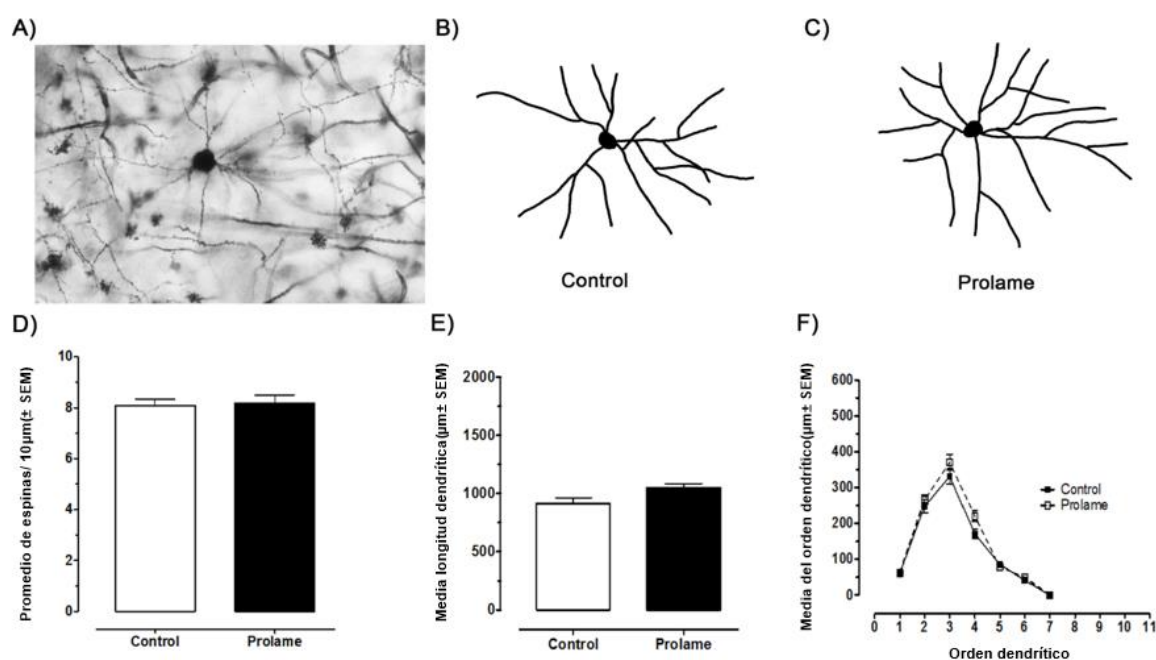 A)
B)
C)
Control
Prolame
D)
Promedio de espinas/ 10µm(± SEM)
10
8
6
4
2
0
Control
Prolame
E)
Media longitud dendrítica(µm± SEM)
2000
1500
1000
500
0
Control
Prolame
F)
Media del orden dendrítico(µm± SEM)
600
500
400
300
200
100
0
Control
Prolame
0 1 2 3 4 5 6 7 8 9 10 11
Orden dendrítico